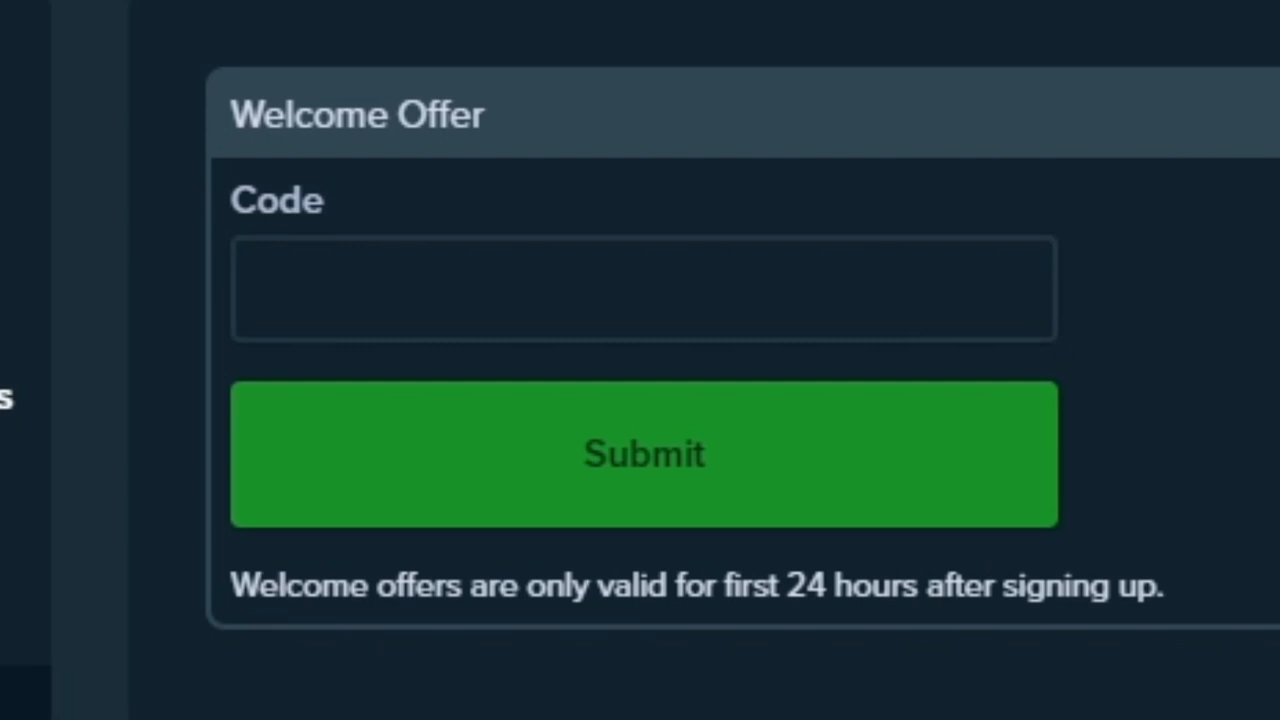 Welcome Offer
Code
s
Submit
Welcome offers are only valid for first 24 hours after signing up.